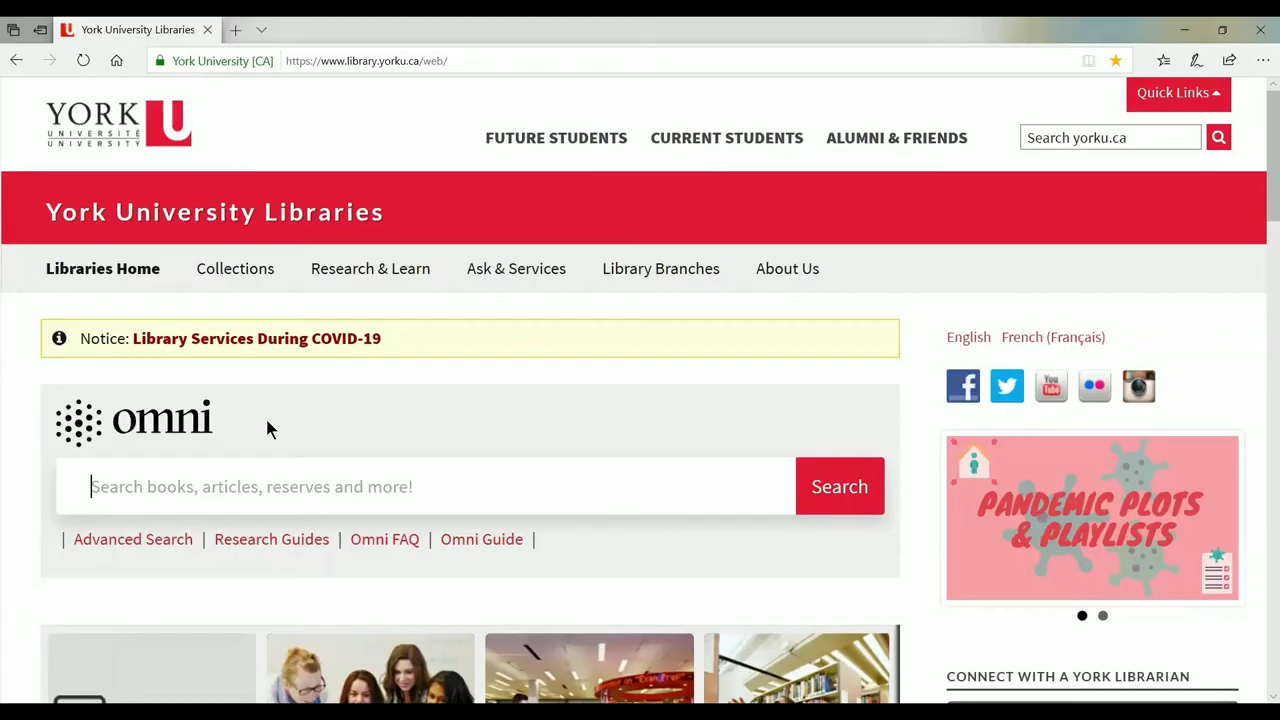 York University Libraries
York University [CA]
https://www.library.yorku.ca/web/
Quick Links
YORK U
UNIVERSITÉ
UNIVERSITY
FUTURE STUDENTS
CURRENT STUDENTS
ALUMNI & FRIENDS
Search yorku.ca
York University Libraries
Libraries Home
Collections
Research & Learn
Ask & Services
Library Branches
About Us
Notice: Library Services During COVID-19
English French (Français)
You
Tube
omni
Search books, articles, reserves and more!
Search
| Advanced Search | Research Guides | Omni FAQ | Omni Guide |
PANDEMIC PLOTS
& PLAYLISTS
CONNECT WITH A YORK LIBRARIAN